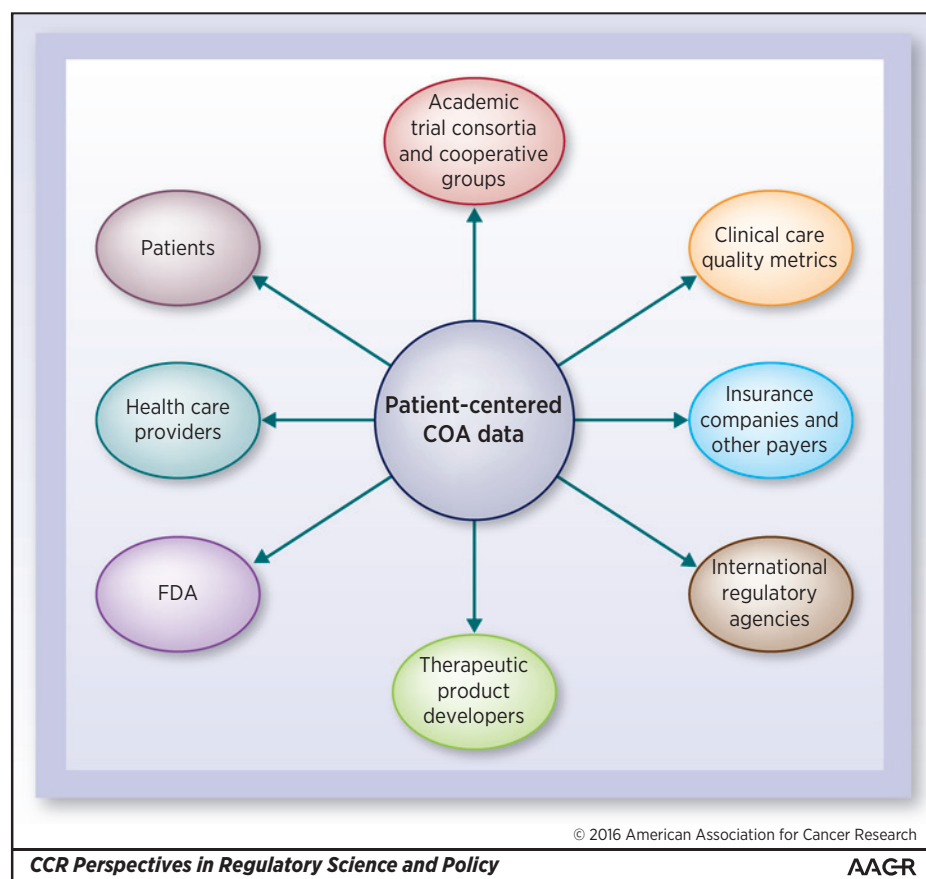 Academic
trial consortia
and cooperative
groups
Patients
Clinical care
quality metrics
Health care
providers
Patient-centered
COA data
Insurance
companies and
other payers
FDA
International
regulatory
agencies
Therapeutic
product
developers
© 2016 American Association for Cancer Research
CCR Perspectives in Regulatory Science and Policy
AACR